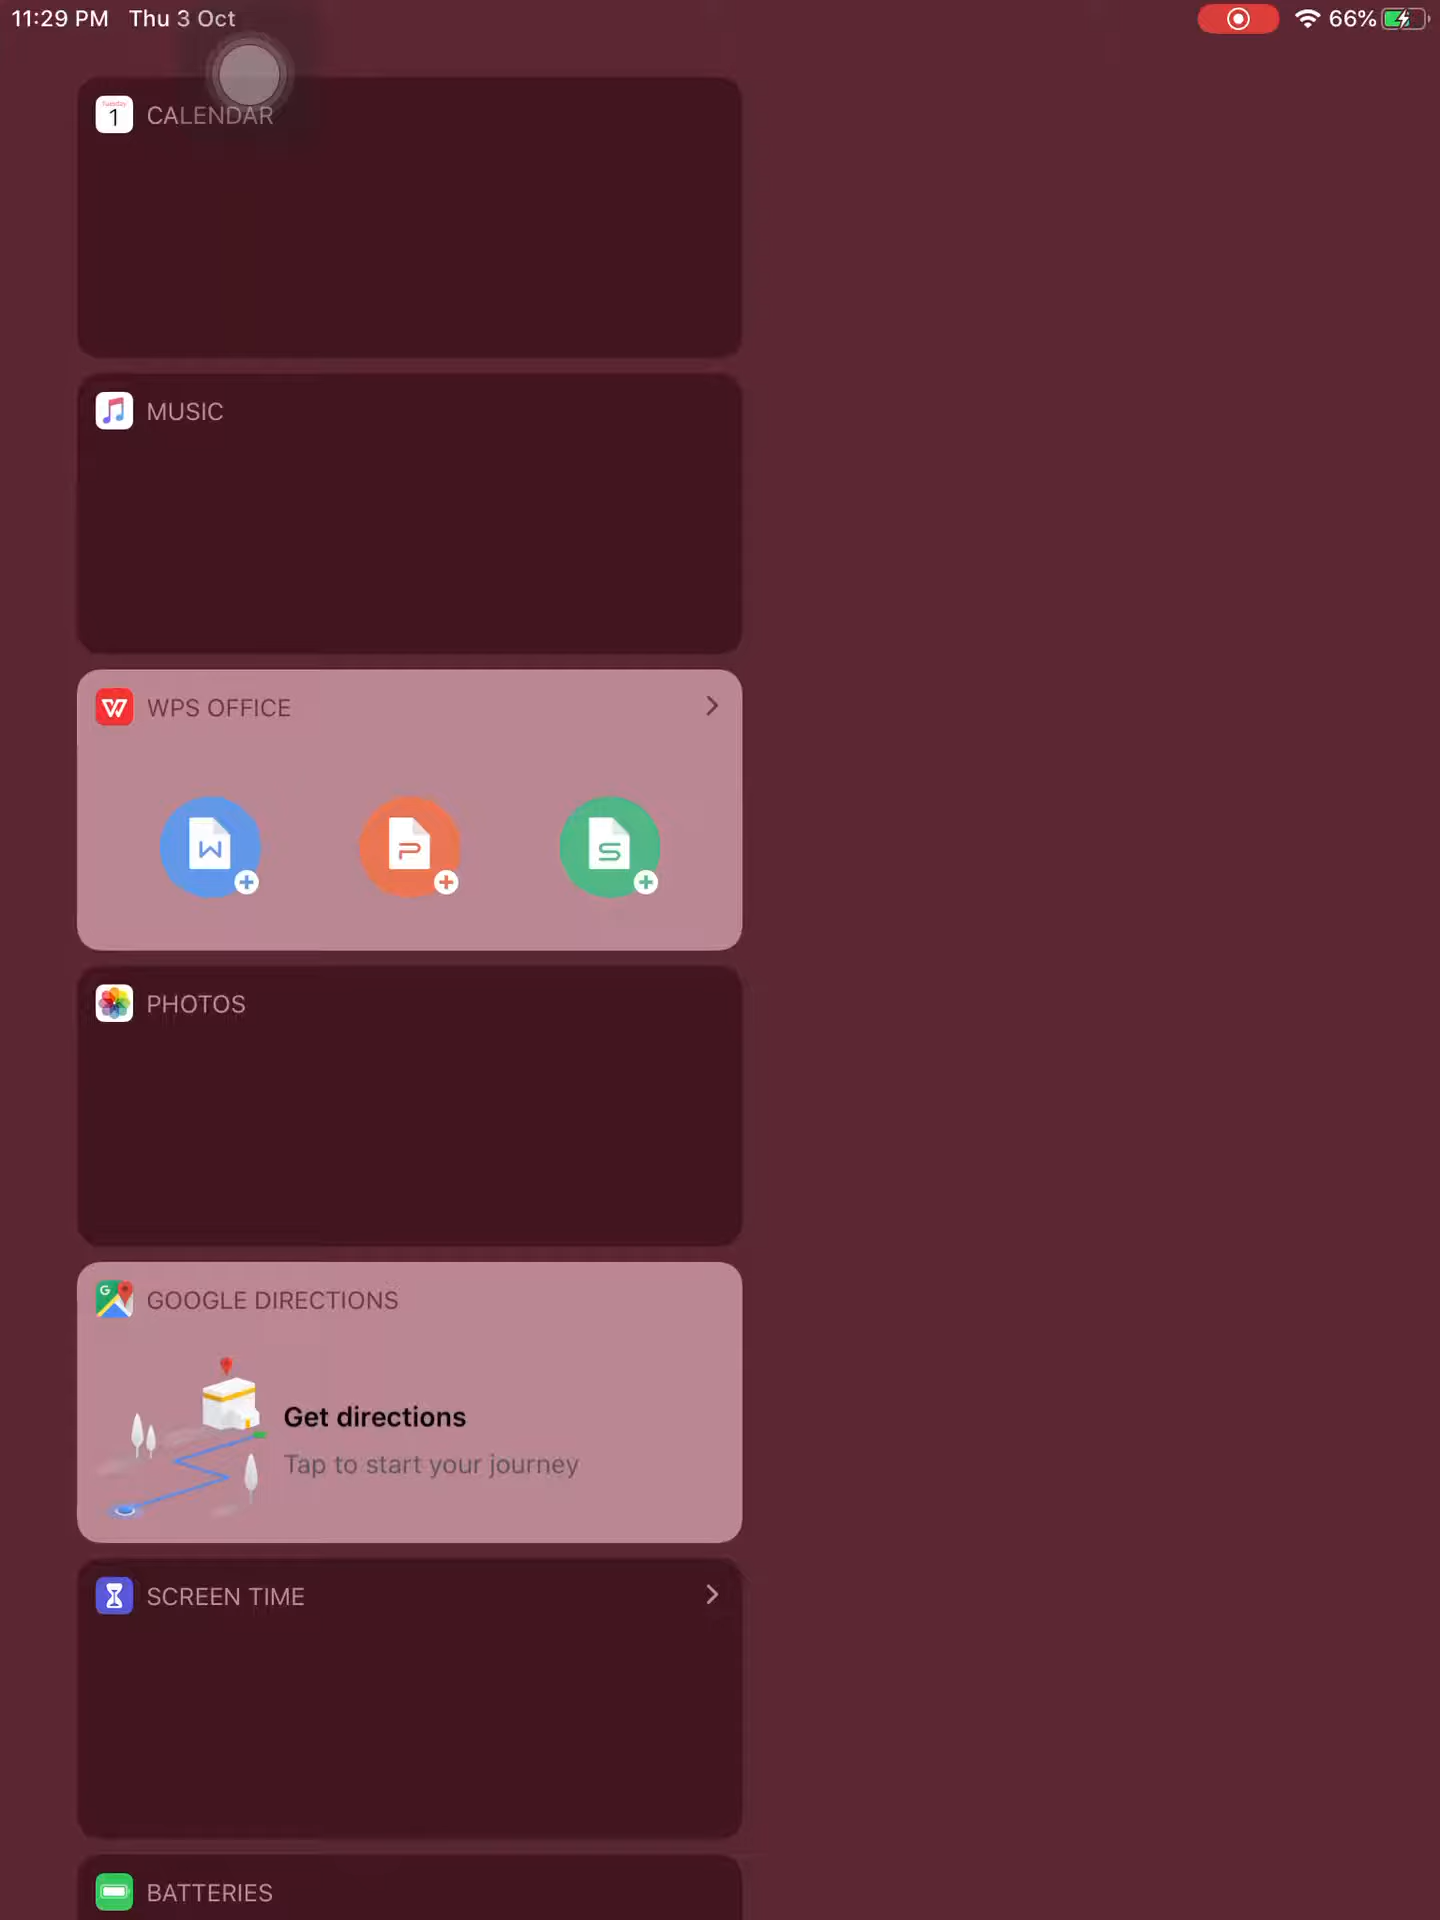 11:29 PM Thu 3 Oct 66%
Tuesday
1
CALENDAR
MUSIC
WPS OFFICE
W P S
PHOTOS
G
GOOGLE DIRECTIONS
Get directions
Tap to start your journey
SCREEN TIME
BATTERIES